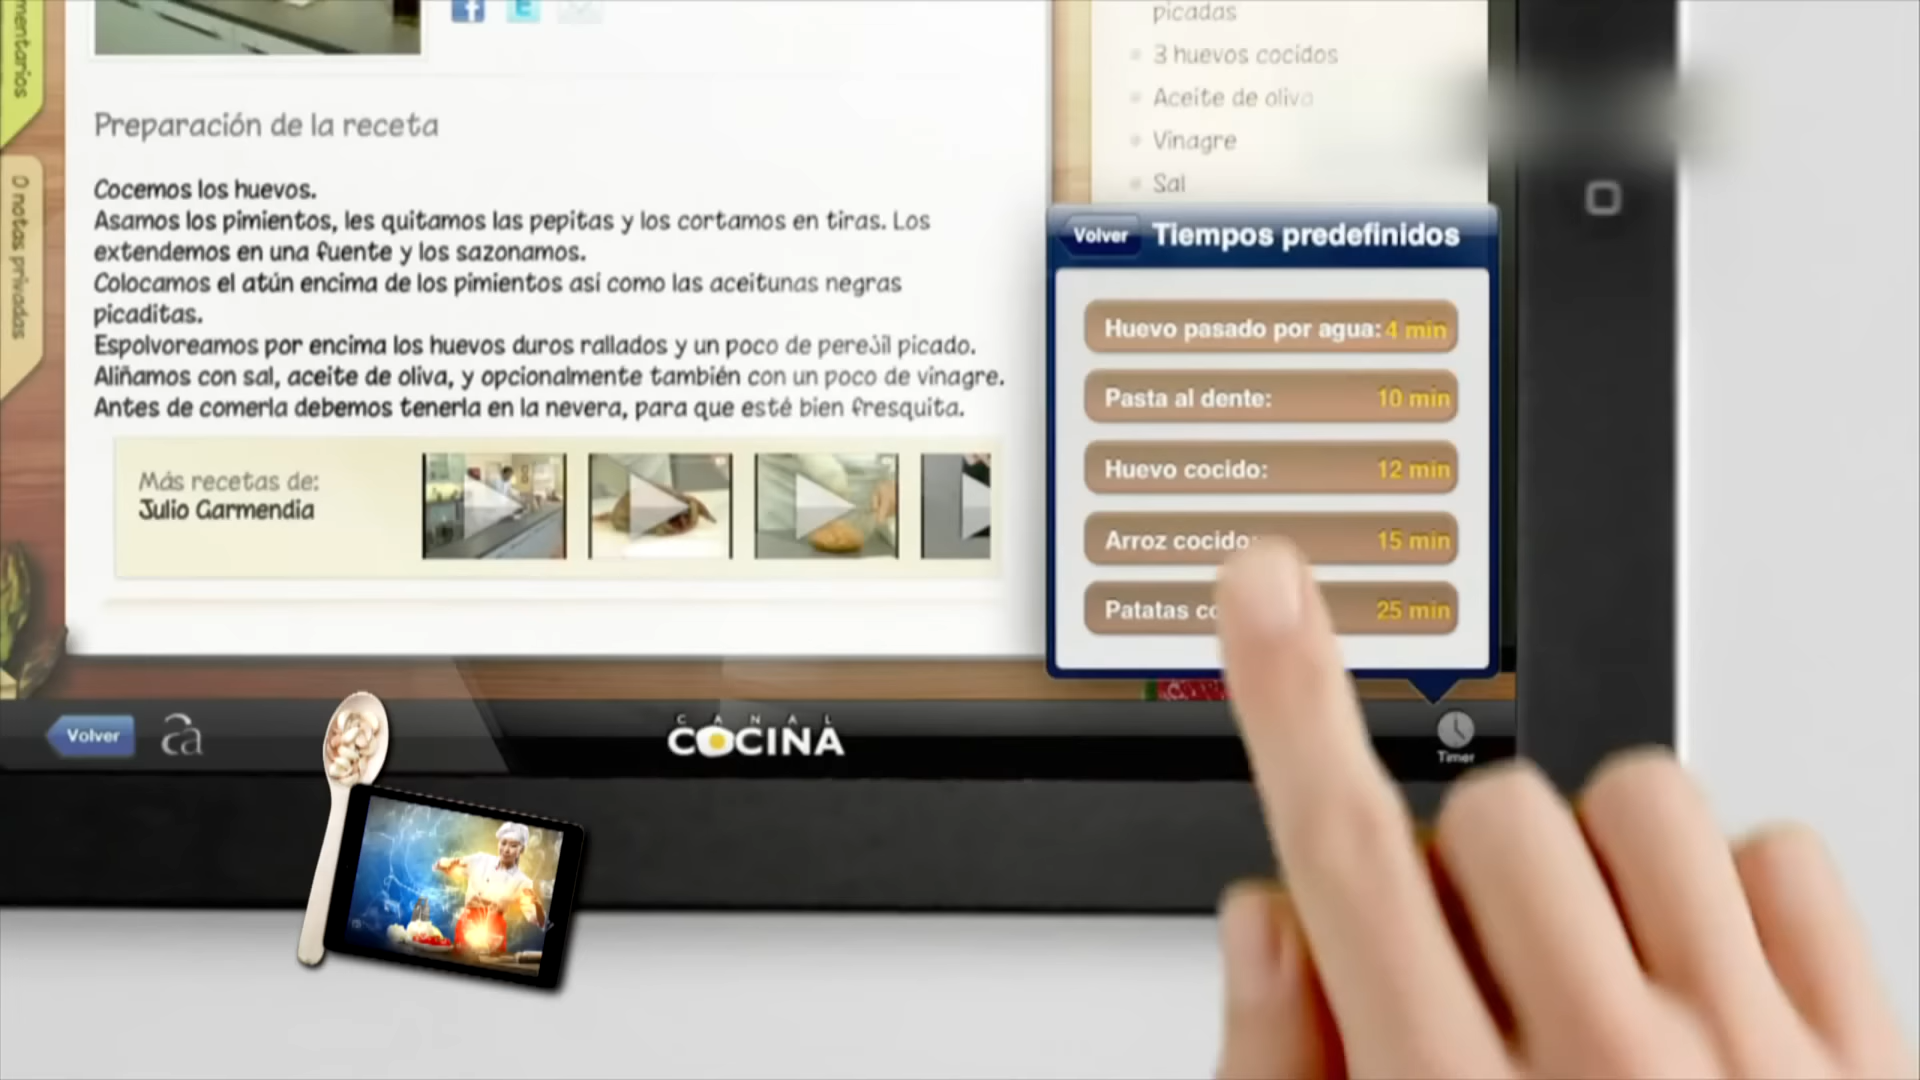 mentarios
0 notas privadas
Preparación de la receta
Cocemos los huevos.
Asamos los pimientos, les quitamos las pepitas y los cortamos en tiras. Los
extendemos en una fuente y los sazonamos.
Colocamos el atún encima de los pimientos así como las aceitunas negras
picaditas.
Espolvoreamos por encima los huevos duros rallados y un poco de perejil picado.
Aliñamos con sal, aceite de oliva, y opcionalmente también con un poco de vinagre.
Antes de comerla debemos tenerla en la nevera, para que esté bien fresquita.
Más recetas de:
Julio Garmendia
picadas
3 huevos cocidos
Aceite de oliva
Vinagre
Sal
Volver
Tiempos predefinidos
Huevo pasado por agua: 4 min
Pasta al dente: 10 min
Huevo cocido: 12 min
Arroz cocido: 15 min
Patatas co 25 min
Volver
ca
CANAL
COCINA
Timer